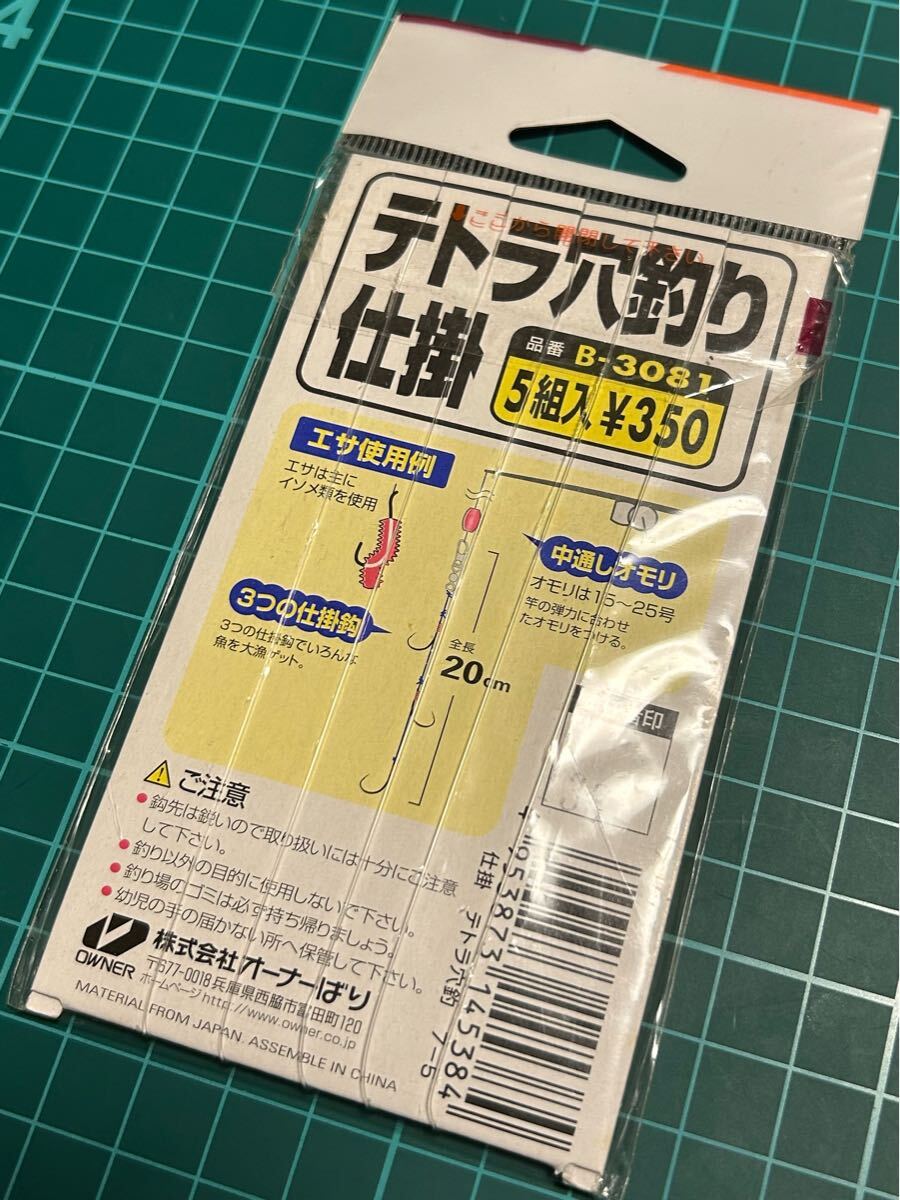 4
ここから開閉して下さい
テトラ穴釣り
仕掛
品番 B-3081
5組入¥350
エサ使用例
エサは主に
イソメ類を使用
中通しオモリ
オモリは15〜25号
竿の弾力に合わせ
たオモリをつける。
3つの仕掛鈎
3つの仕掛鈎でいろんな
魚を大漁ゲット。
全長
20cm
印
ご注意
●鈎先は鋭いので取り扱いには十分にご注意
して下さい。
●釣り以外の目的に使用しないで下さい。
●釣り場のゴミは必ず持ち帰りましょう。
●幼児の手の届かない所へ保管して下さい。
OWNER
株式会社オーナーばり
〒677-0018兵庫県西脇市富田町120
ホームページhttp://www.owner.co.jp
MATERIAL FROM JAPAN. ASSEMBLE IN CHINA
仕掛 テトラ穴釣 7-5
953873 145384